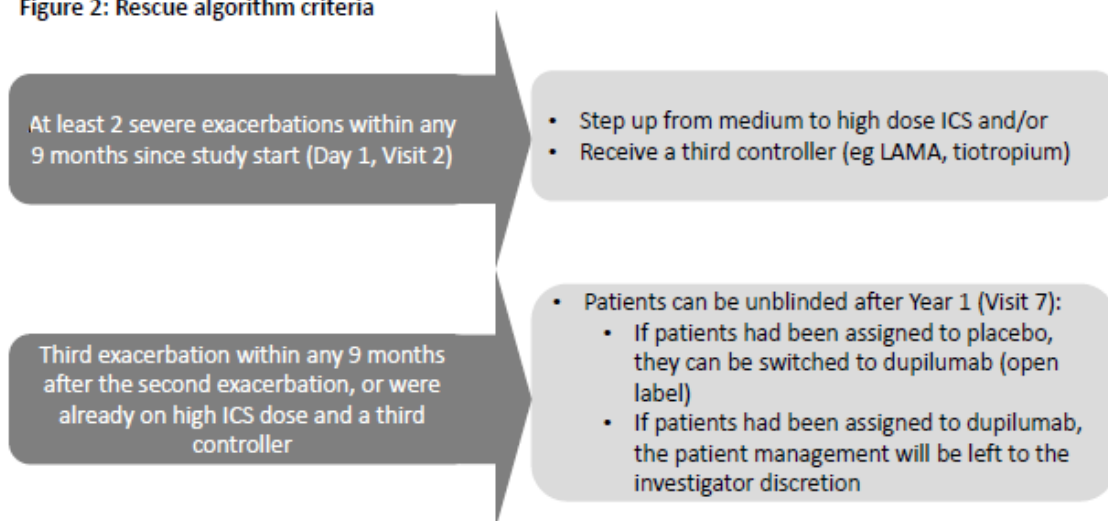 Figure 2: Rescue algorithm criteria
At least 2 severe exacerbations within any
9 months since study start (Day 1, Visit 2)
• Step up from medium to high dose ICS and/or
• Receive a third controller (eg LAMA, tiotropium)
Third exacerbation within any 9 months
after the second exacerbation, or were
already on high ICS dose and a third
controller
• Patients can be unblinded after Year 1 (Visit 7):
• If patients had been assigned to placebo,
they can be switched to dupilumab (open
label)
• If patients had been assigned to dupilumab,
the patient management will be left to the
investigator discretion